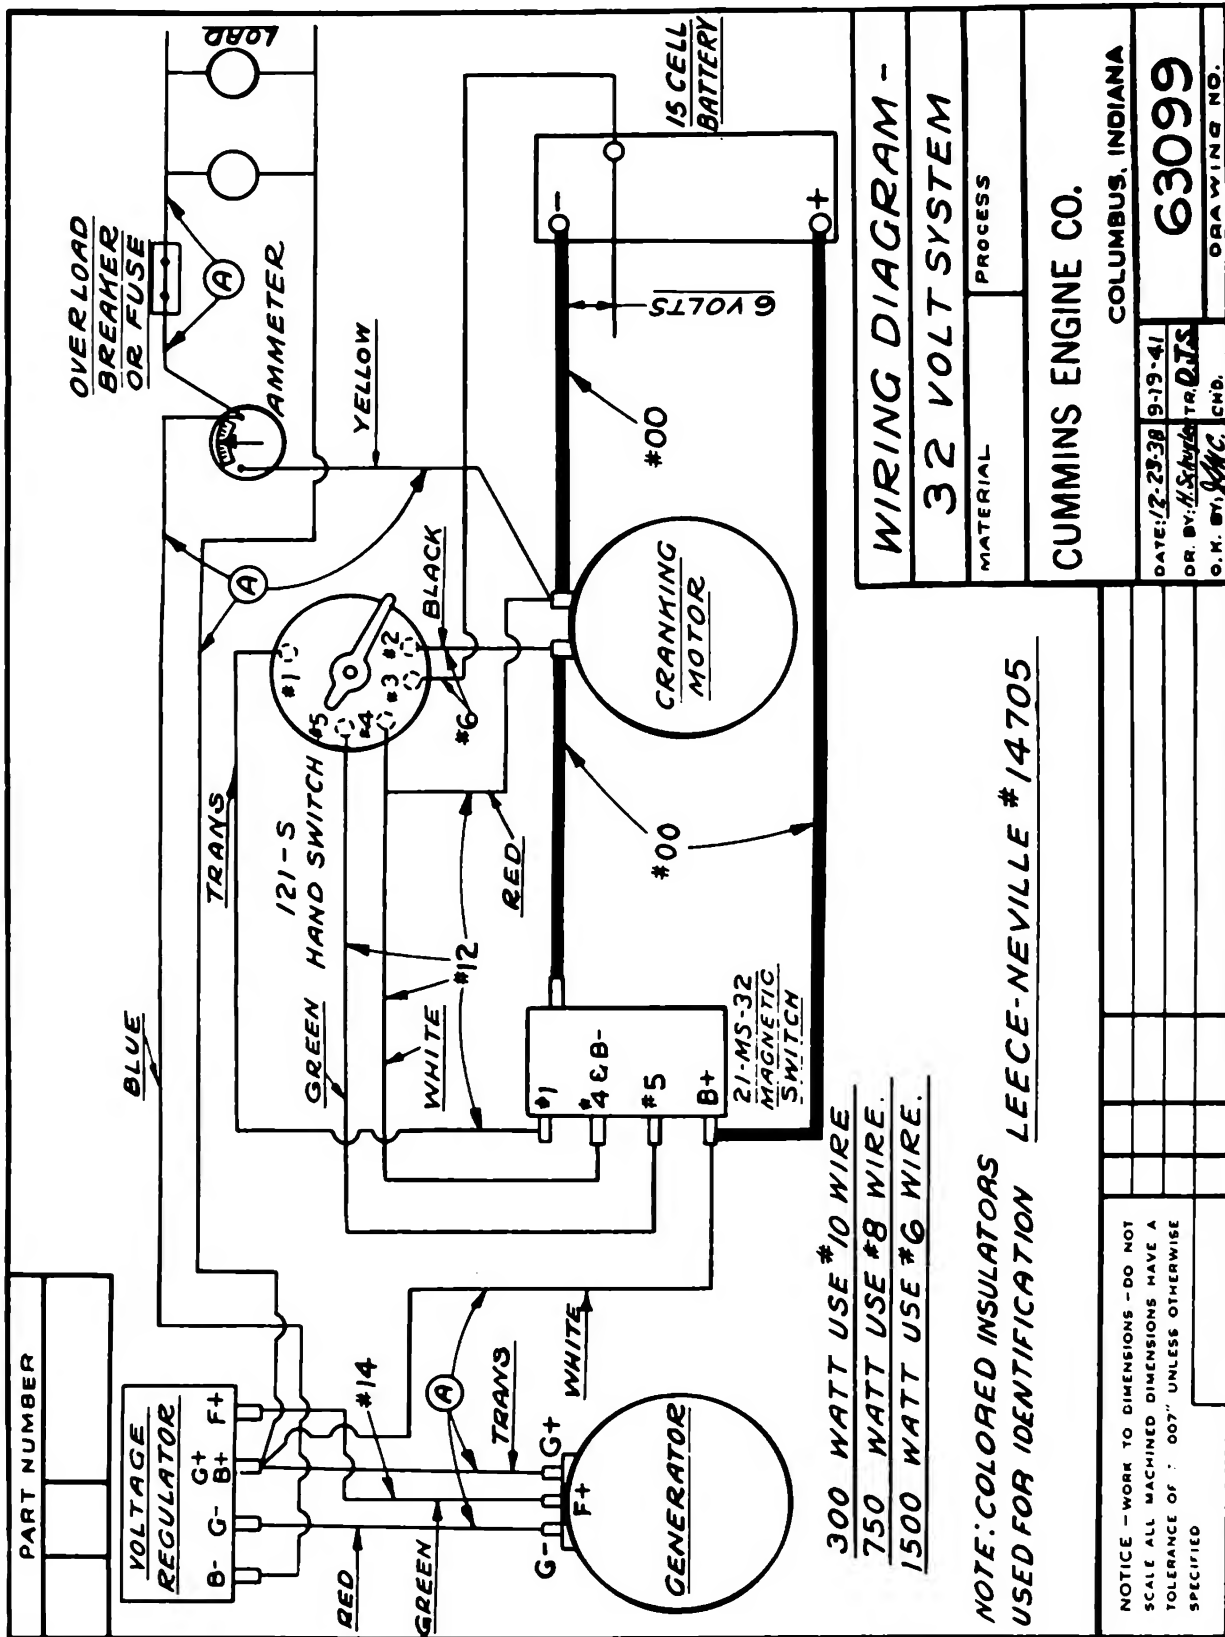 PART NUMBER
VOLTAGE
REGULATOR
B- G- G+
B+ F+
BLUE
TRANS
OVERLOAD
BREAKER
OR FUSE
LOAD
A
AMMETER
A
YELLOW
121-S
HAND SWITCH
#1
#2
#3
#4
#5
BLACK
#6
GREEN
#12
WHITE
RED
#14
A
TRANS
RED
GREEN
WHITE
G- F+ G+
GENERATOR
#1
#
4 & B-
#5
B+
21-MS-32
MAGNETIC
SWITCH
#00
#00
CRANKING
MOTOR
6 VOLTS
-
+
15 CELL
BATTERY
300 WATT USE #10 WIRE
750 WATT USE #8 WIRE.
1500 WATT USE #6 WIRE.
NOTE: COLORED INSULATORS
USED FOR IDENTIFICATION
LEECE-NEVILLE #14705
WIRING DIAGRAM -
32 VOLT SYSTEM
MATERIAL
PROCESS
CUMMINS ENGINE CO.
COLUMBUS, INDIANA
DATE: 12-23-38 9-19-41
DR. BY: H. Schuyler TR. D.T.S.
O.K. BY: CHD.
63099
DRAWING NO.
NOTICE - WORK TO DIMENSIONS - DO NOT
SCALE ALL MACHINED DIMENSIONS HAVE A
TOLERANCE OF .007" UNLESS OTHERWISE
SPECIFIED